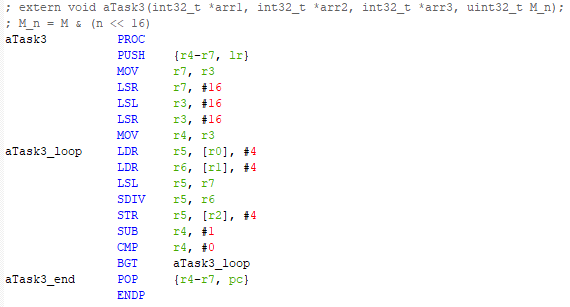 ; extern void aTask3(int32_t *arr1, int32_t *arr2, int32_t *arr3, uint32_t M_n);
; M_n = M & (n << 16)
aTask3 PROC
PUSH {r4-r7, lr}
MOV r7, r3
LSR r7, #16
LSL r3, #16
LSR r3, #16
MOV r4, r3
aTask3_loop LDR r5, [r0], #4
LDR r6, [r1], #4
LSL r5, r7
SDIV r5, r6
STR r5, [r2], #4
SUB r4, #1
CMP r4, #0
BGT aTask3_loop
aTask3_end POP {r4-r7, pc}
ENDP